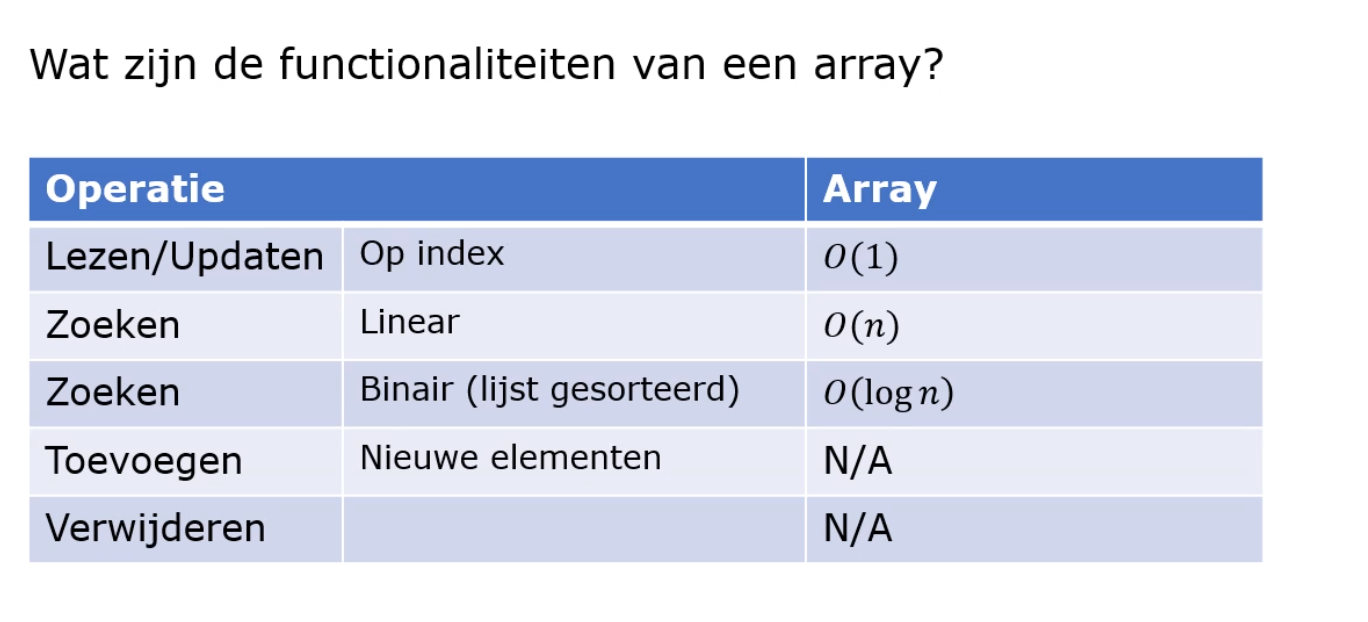 Wat zijn de functionaliteiten van een array?
Operatie Array
Lezen/Updaten Op index O(1)
Zoeken Linear O(n)
Zoeken Binair (lijst gesorteerd) O(log n)
Toevoegen Nieuwe elementen N/A
Verwijderen N/A